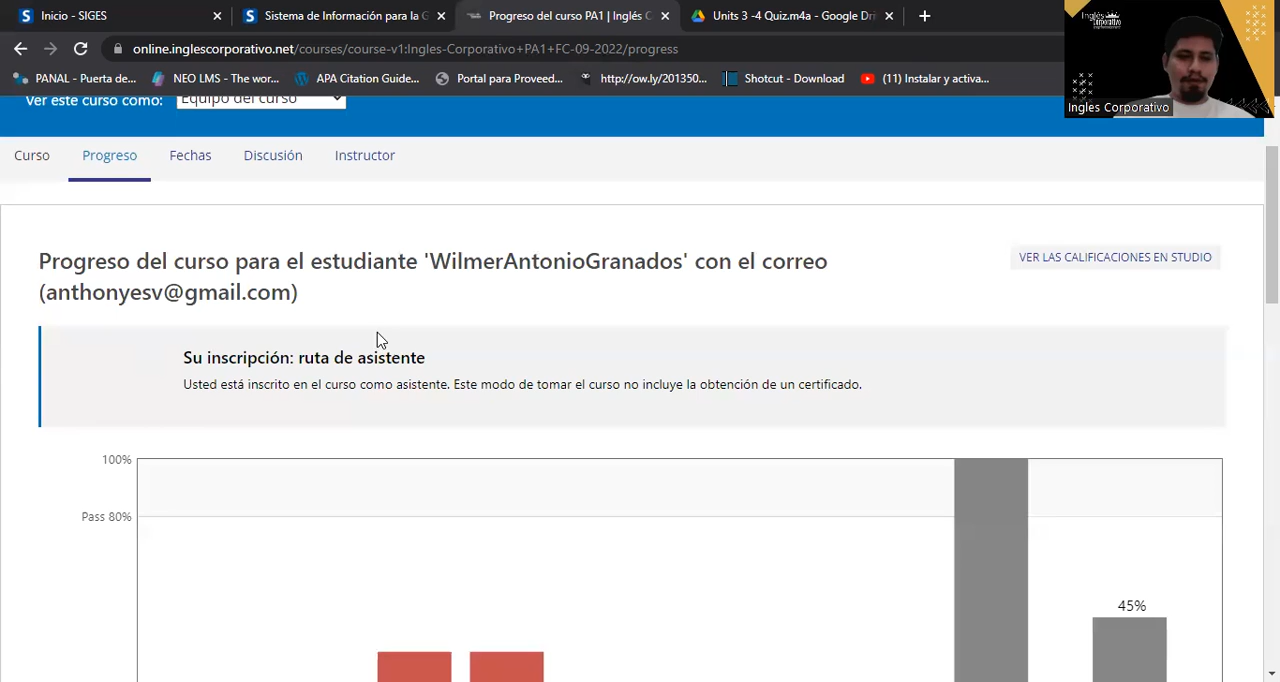 Inicio - SIGES
Sistema de Información para la G
Progreso del curso PA1 | Inglés C
Units 3 -4 Quiz.m4a - Google Dri
online.inglescorporativo.net/courses/course-v1:Ingles-Corporativo+PA1+FC-09-2022/progress
PANAL - Puerta de...
NEO LMS - The wor...
APA Citation Guide...
Portal para Proveed...
http://ow.ly/201350...
Shotcut - Download
(11) Instalar y activa...
Inglés
Corporativo
Ingles Corporativo
Ver este curso como:
Equipo del curso
Curso
Progreso
Fechas
Discusión
Instructor
Progreso del curso para el estudiante 'WilmerAntonioGranados' con el correo
(anthonyesv@gmail.com)
VER LAS CALIFICACIONES EN STUDIO
Su inscripción: ruta de asistente
Usted está inscrito en el curso como asistente. Este modo de tomar el curso no incluye la obtención de un certificado.
100%
Pass 80%
45%